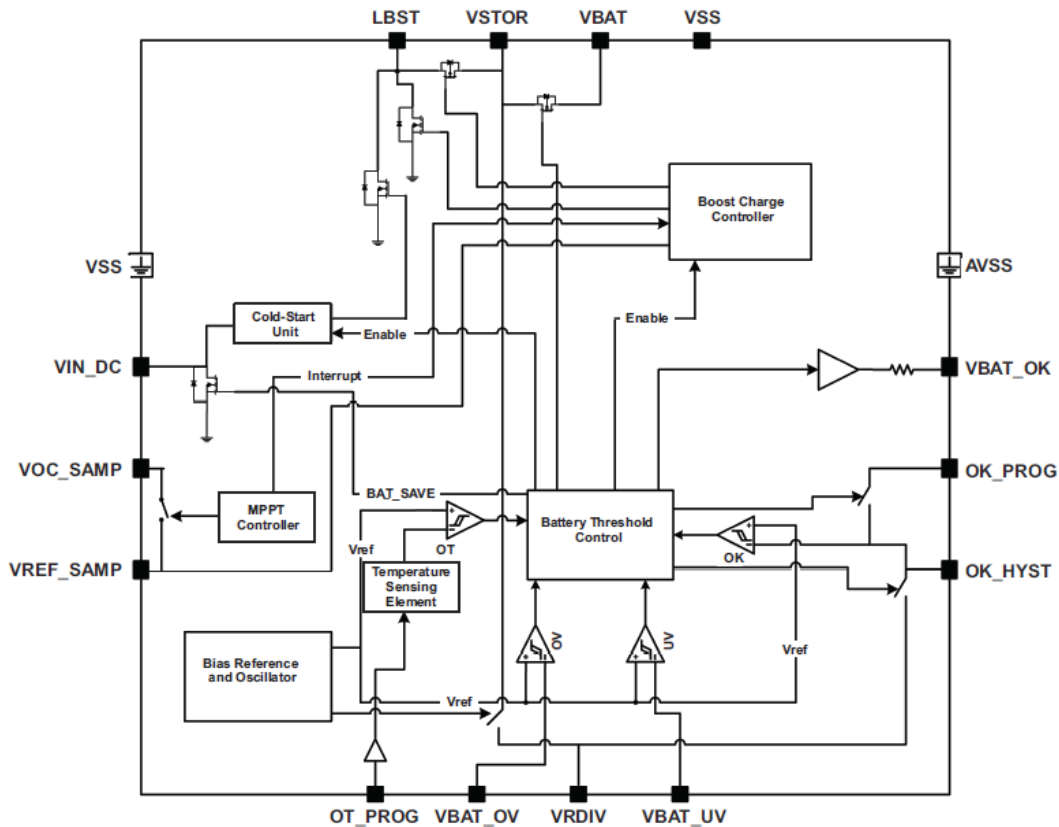 LBST VSTOR VBAT VSS
Boost Charge
Controller
VSS
AVSS
Cold-Start
Unit
Enable
Enable
VIN_DC
Interrupt
VBAT_OK
VOC_SAMP
OK_PROG
BAT_SAVE
MPPT
Controller
+
−
OT
Vref
Battery Threshold
Control
+
−
OK
VREF_SAMP
Temperature
Sensing
Element
OK_HYST
Bias Reference
and Oscillator
+
−
OV
+
−
UV
Vref
Vref
OT_PROG VBAT_OV VRDIV VBAT_UV